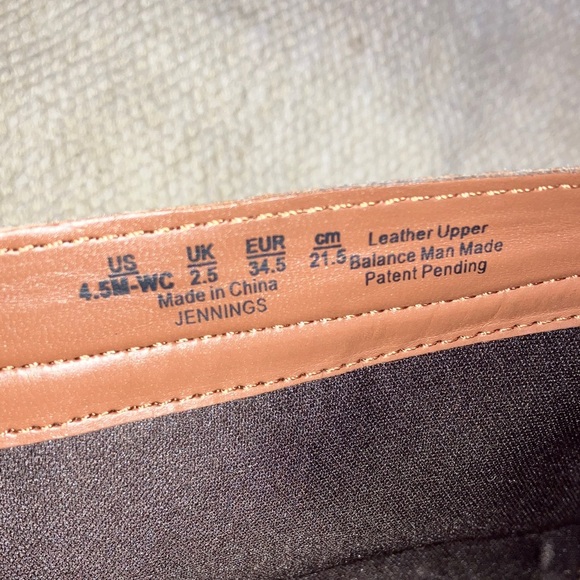 US UK EUR cm
4.5M-WC 2.5 34.5 21.5
Made in China
JENNINGS
Leather Upper
Balance Man Made
Patent Pending